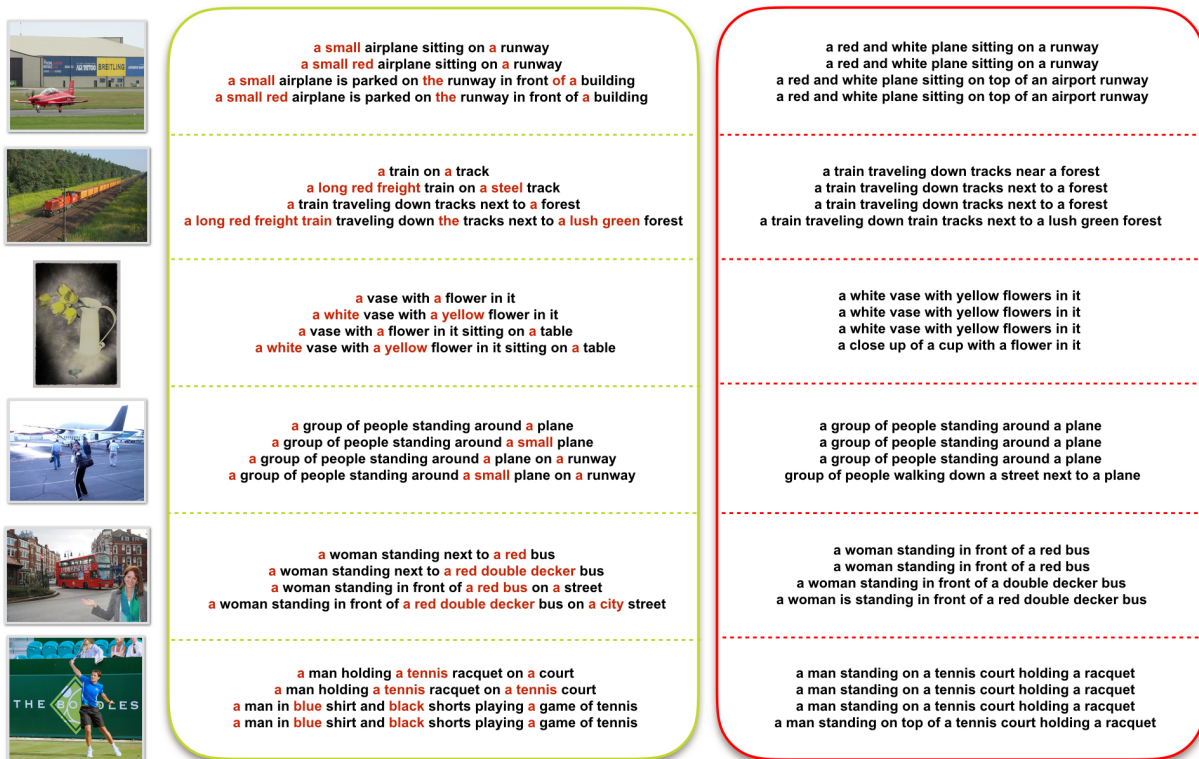 BREITLING
a small airplane sitting on a runway
a small red airplane sitting on a runway
a small airplane is parked on the runway in front of a building
a small red airplane is parked on the runway in front of a building
a red and white plane sitting on a runway
a red and white plane sitting on a runway
a red and white plane sitting on top of an airport runway
a red and white plane sitting on top of an airport runway
a train on a track
a long red freight train on a steel track
a train traveling down tracks next to a forest
a long red freight train traveling down the tracks next to a lush green forest
a train traveling down tracks near a forest
a train traveling down tracks next to a forest
a train traveling down tracks next to a forest
a train traveling down train tracks next to a lush green forest
a vase with a flower in it
a white vase with a yellow flower in it
a vase with a flower in it sitting on a table
a white vase with a yellow flower in it sitting on a table
a white vase with yellow flowers in it
a white vase with yellow flowers in it
a white vase with yellow flowers in it
a close up of a cup with a flower in it
a group of people standing around a plane
a group of people standing around a small plane
a group of people standing around a plane on a runway
a group of people standing around a small plane on a runway
a group of people standing around a plane
a group of people standing around a plane
a group of people standing around a plane
group of people walking down a street next to a plane
a woman standing next to a red bus
a woman standing next to a red double decker bus
a woman standing in front of a red bus on a street
a woman standing in front of a red double decker bus on a city street
a woman standing in front of a red bus
a woman standing in front of a red bus
a woman standing in front of a double decker bus
a woman is standing in front of a red double decker bus
THE BO LES
a man holding a tennis racquet on a court
a man holding a tennis racquet on a tennis court
a man in blue shirt and black shorts playing a game of tennis
a man in blue shirt and black shorts playing a game of tennis
a man standing on a tennis court holding a racquet
a man standing on a tennis court holding a racquet
a man standing on a tennis court holding a racquet
a man standing on top of a tennis court holding a racquet